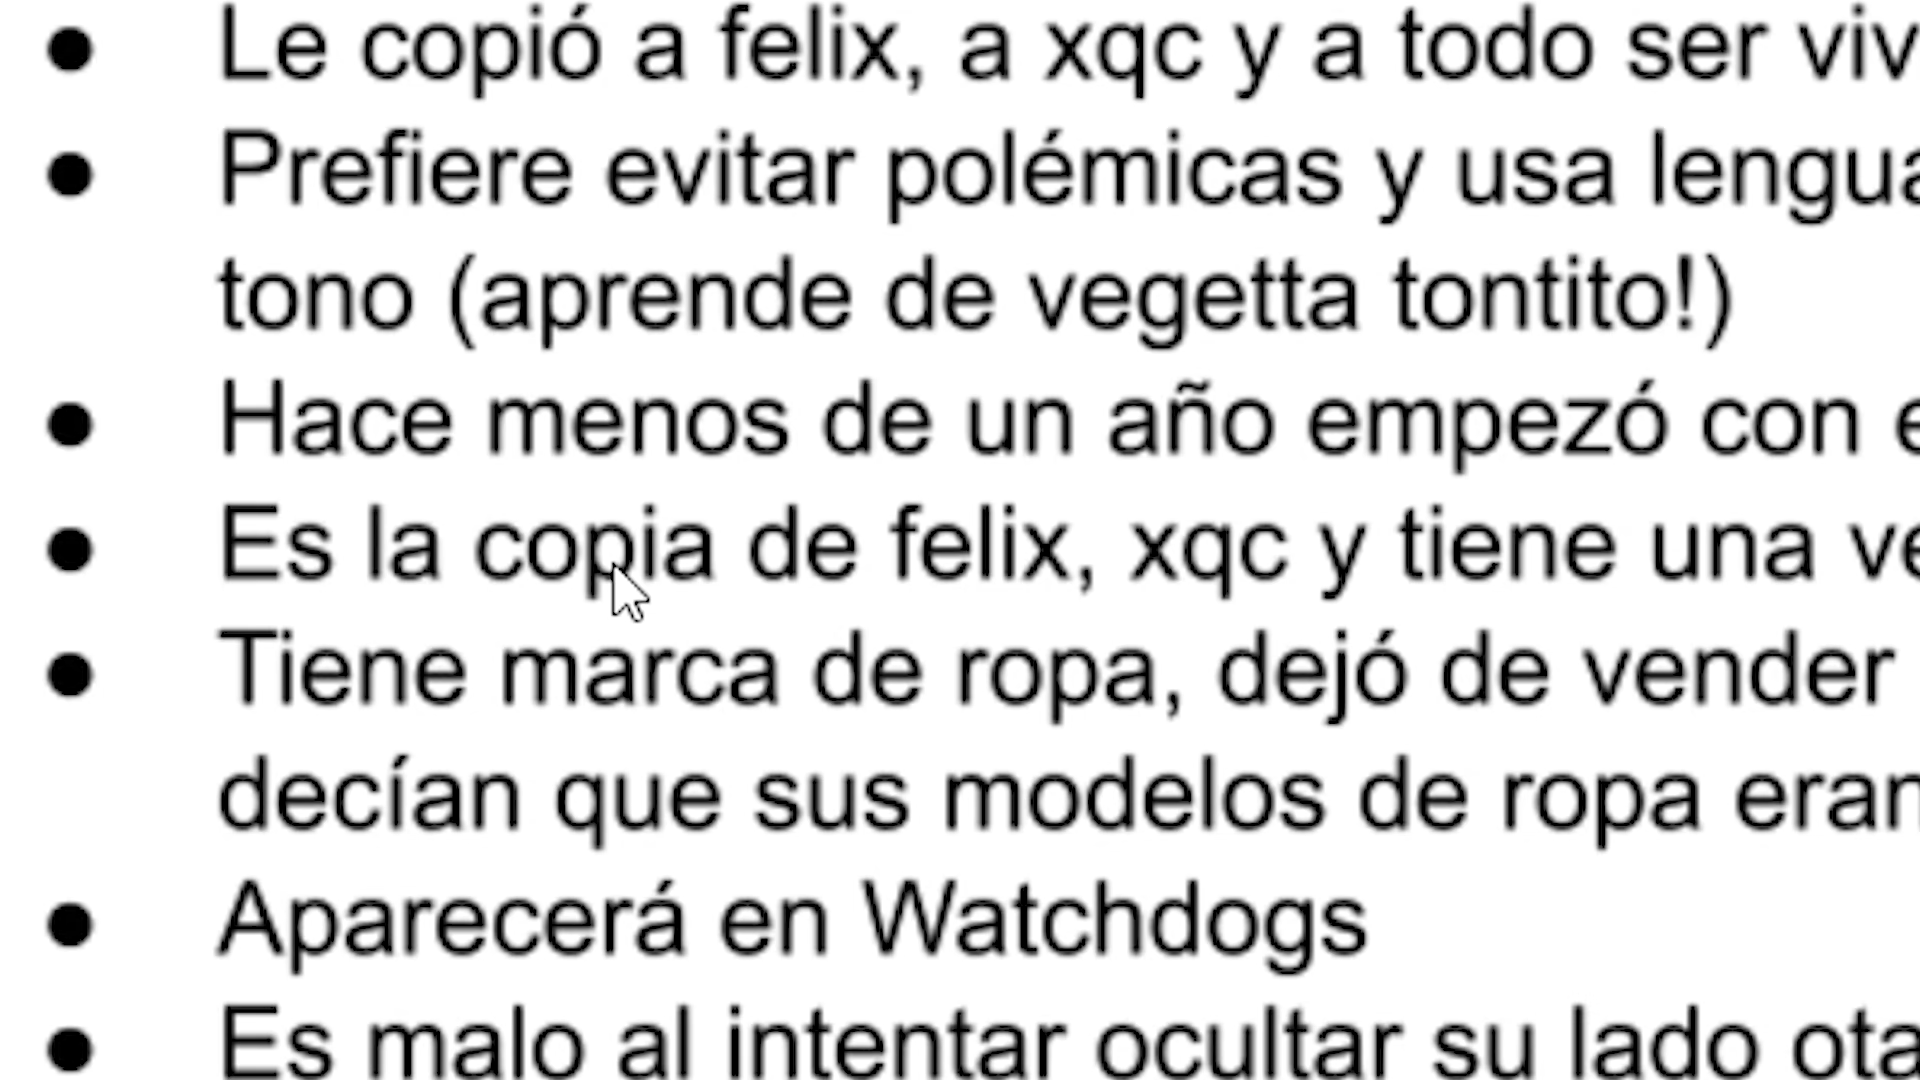 Le copió a felix, a xqc y a todo ser
Prefiere evitar polémicas y usa
tono (aprende de vegetta tontito!)
Hace menos de un año empezó con
Es la copia de felix, xqc y tiene una
Tiene marca de ropa, dejó de vender
decían que sus modelos de ropa eran
Aparecerá en Watchdogs
Es malo al intentar ocultar su lado